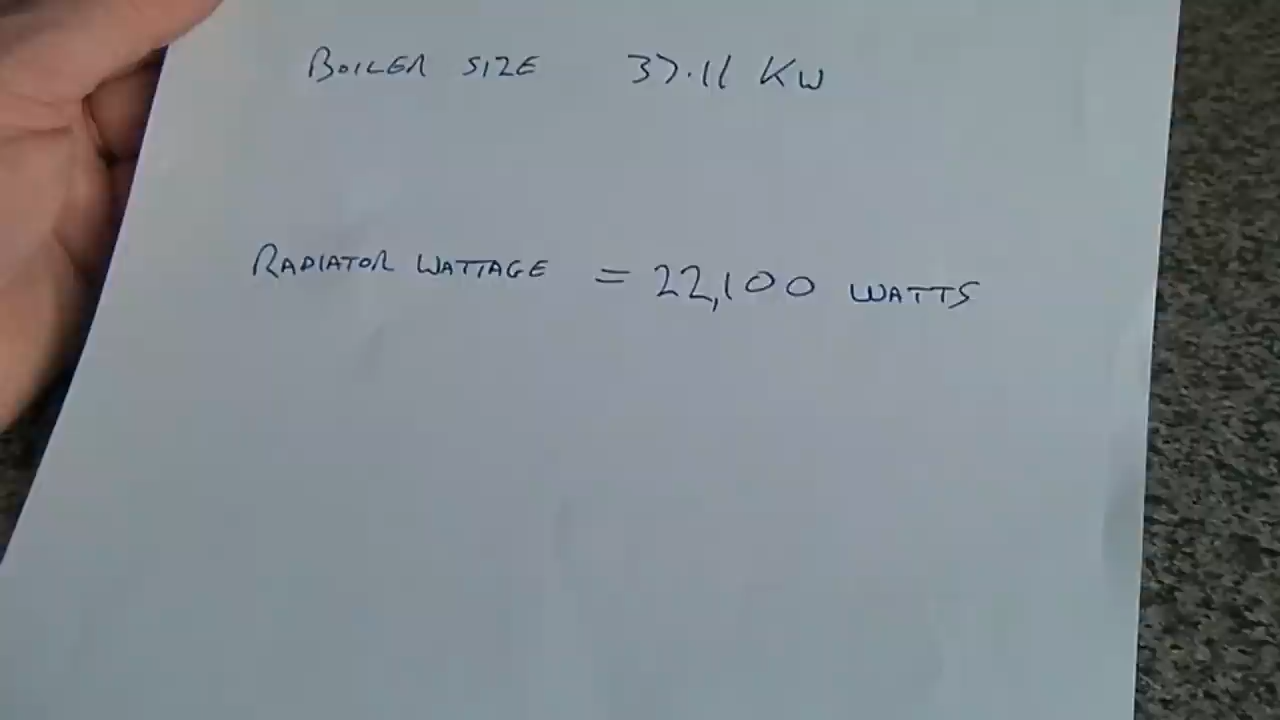 BOILER SIZE 37.11 KW
RADIATOR WATTAGE = 22,100 WATTS